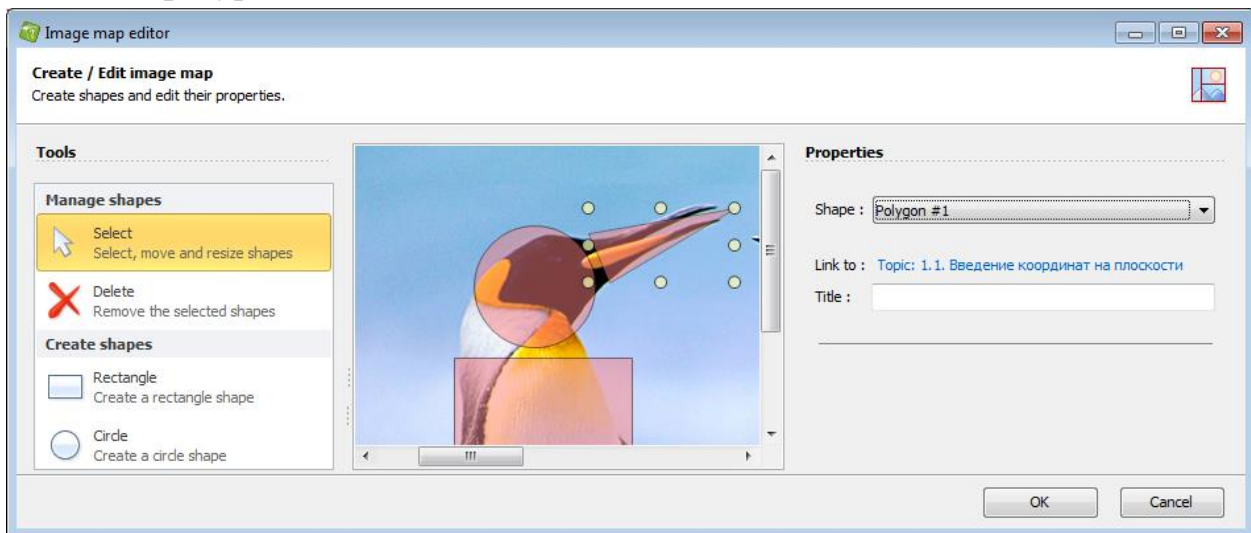 Image map editor
Create / Edit image map
Create shapes and edit their properties.
Tools
Manage shapes
Select
Select, move and resize shapes
Delete
Remove the selected shapes
Create shapes
Rectangle
Create a rectangle shape
Circle
Create a circle shape
Properties
Shape : Polygon #1
Link to : Topic: 1.1. Введение координат на плоскости
Title :
OK Cancel